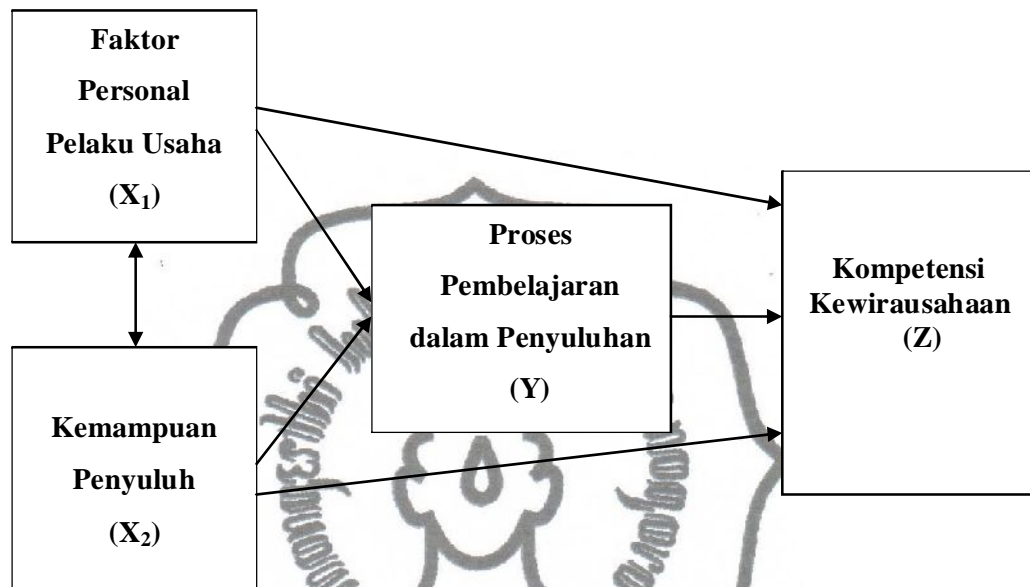 Faktor
Personal
Pelaku Usaha
(X₁)
Proses
Pembelajaran
dalam Penyuluhan
(Y)
Kompetensi
Kewirausahaan
(Z)
Kemampuan
Penyuluh
(X₂)